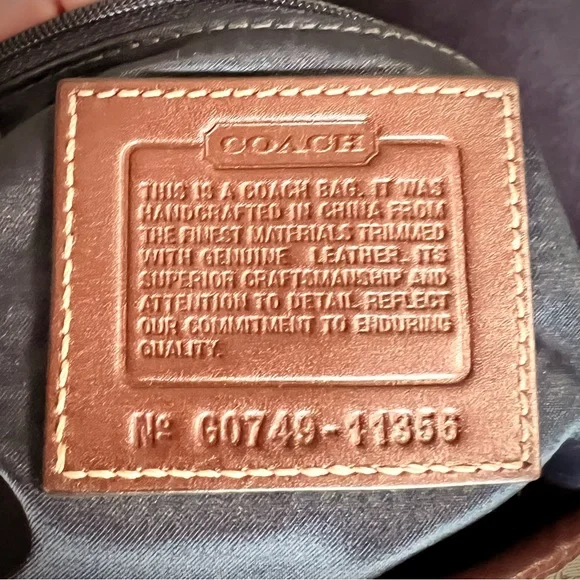 COACH
THIS IS A COACH BAG. IT WAS
HANDCRAFTED IN CHINA FROM
THE FINEST MATERIALS TRIMMED
WITH GENUINE LEATHER. ITS
SUPERIOR CRAFTSMANSHIP AND
ATTENTION TO DETAIL REFLECT
OUR COMMITMENT TO ENDURING
QUALITY.
Nº G0749-11356